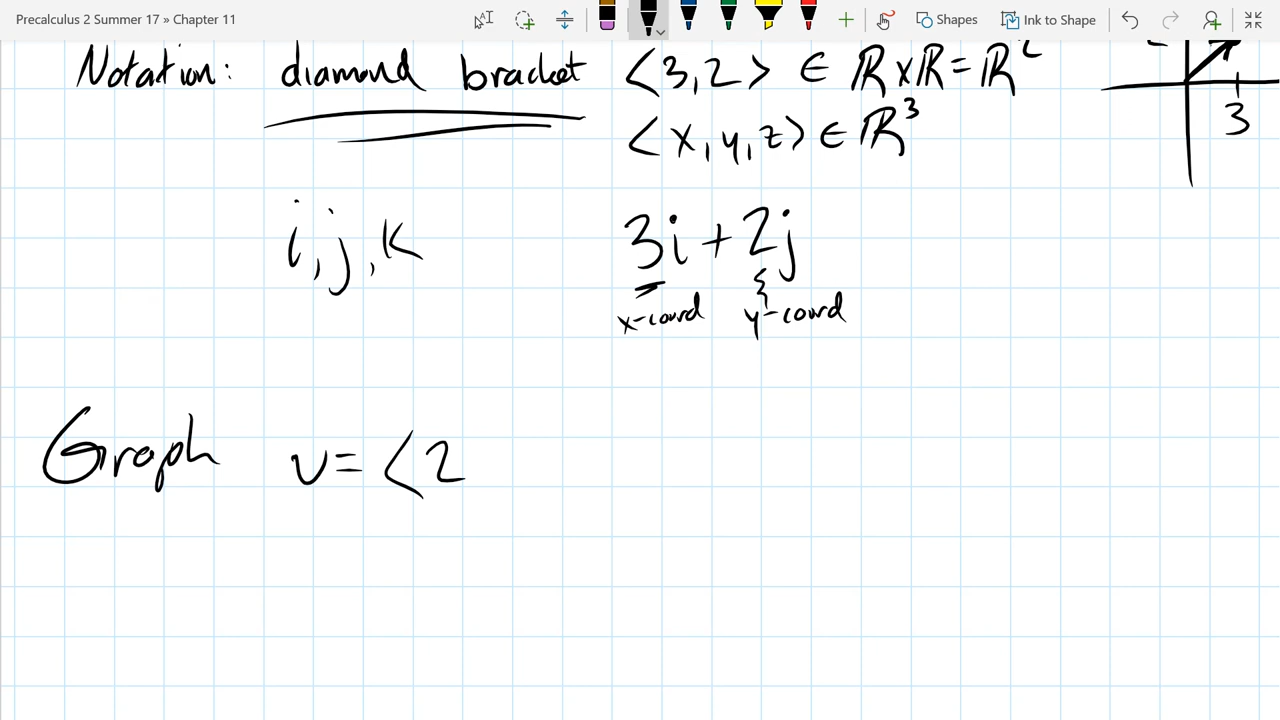 Precalculus 2 Summer 17 » Chapter 11
Shapes
Ink to Shape
Notation: diamond bracket <3,2> ∈ ℝ×ℝ=ℝ²
<x,y,z> ∈ ℝ³
3
i,j,k 3i+2j
x-coord y-coord
Graph v=<2